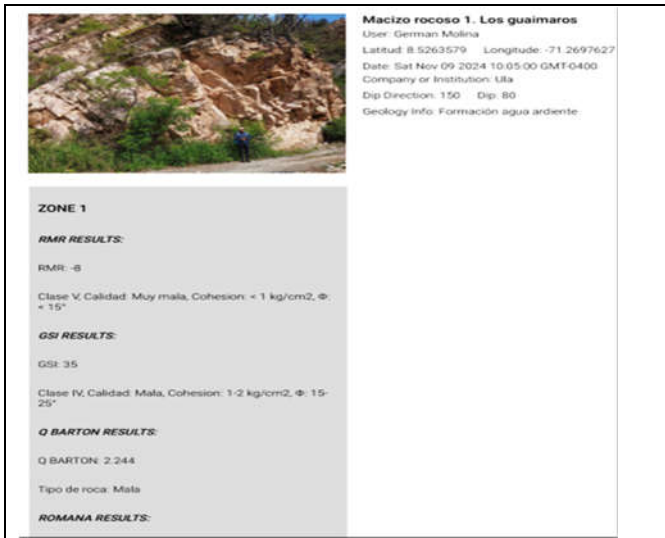 Macizo rocoso 1. Los guaimaros
User: German Molina
Latitud: 8.5263579 Longitude: -71.2697627
Date: Sat Nov 09 2024 10:05:00 GMT-0400
Company or Institution: Ula
Dip Direction: 150 Dip: 80
Geology Info: Formación agua ardiente
ZONE 1
RMR RESULTS:
RMR: -8
Clase V, Calidad: Muy mala, Cohesion: < 1 kg/cm2, Φ:
< 15°
GSI RESULTS:
GSI: 35
Clase IV, Calidad: Mala, Cohesion: 1-2 kg/cm2, Φ: 15-
25°
Q BARTON RESULTS:
Q BARTON: 2.244
Tipo de roca: Mala
ROMANA RESULTS: